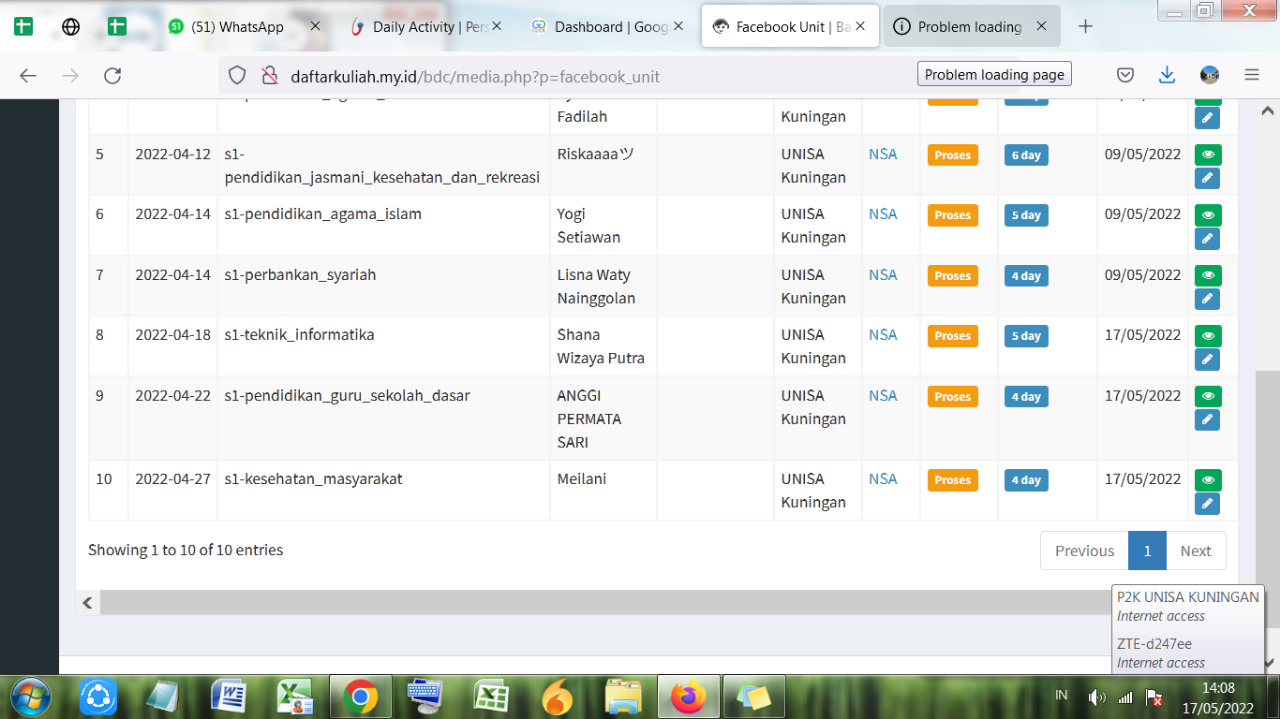 (51) WhatsApp
Daily Activity | Pers
Dashboard | Goog
Facebook Unit | Ba
Problem loading
daftarkuliah.my.id/bdc/media.php?p=facebook_unit
Problem loading page
Fadilah Kuningan
5 2022-04-12 s1- Riskaaaaツ UNISA NSA Proses 6 day 09/05/2022
pendidikan_jasmani_kesehatan_dan_rekreasi Kuningan
6 2022-04-14 s1-pendidikan_agama_islam Yogi UNISA NSA Proses 5 day 09/05/2022
Setiawan Kuningan
7 2022-04-14 s1-perbankan_syariah Lisna Waty UNISA NSA Proses 4 day 09/05/2022
Nainggolan Kuningan
8 2022-04-18 s1-teknik_informatika Shana UNISA NSA Proses 5 day 17/05/2022
Wizaya Putra Kuningan
9 2022-04-22 s1-pendidikan_guru_sekolah_dasar ANGGI UNISA NSA Proses 4 day 17/05/2022
PERMATA Kuningan
SARI
10 2022-04-27 s1-kesehatan_masyarakat Meilani UNISA NSA Proses 4 day 17/05/2022
Kuningan
Showing 1 to 10 of 10 entries
Previous 1 Next
P2K UNISA KUNINGAN
Internet access
ZTE-d247ee
Internet access
IN
14:08
17/05/2022